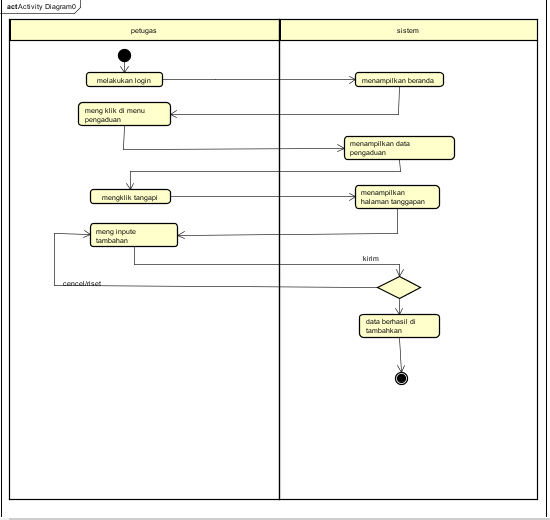 actActivity Diagram0
petugas
sistem
melakukan login
menampilkan beranda
meng klik di menu
pengaduan
menampilkan data
pengaduan
mengklik tangapi
menampilkan
halaman tanggapan
meng inpute
tambahan
kirim
cencel/riset
data berhasil di
tambahkan